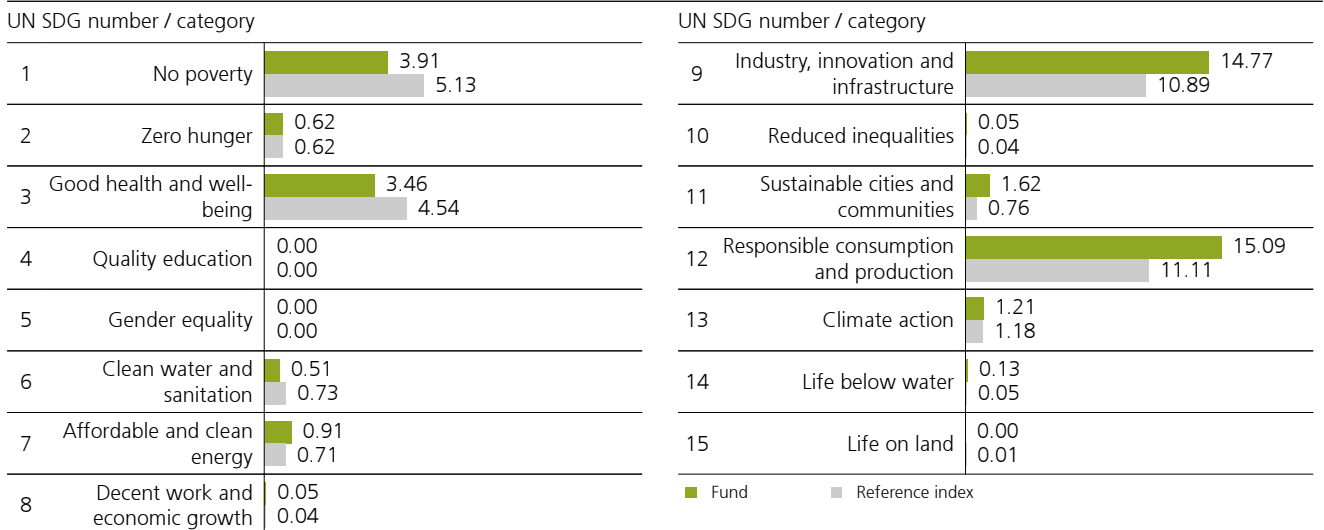 UN SDG number / category
1 No poverty 3.91
5.13
2 Zero hunger 0.62
0.62
3 Good health and well-
being 3.46
4.54
4 Quality education 0.00
0.00
5 Gender equality 0.00
0.00
6 Clean water and
sanitation 0.51
0.73
7 Affordable and clean
energy 0.91
0.71
8 Decent work and
economic growth 0.05
0.04
UN SDG number / category
9 Industry, innovation and
infrastructure 14.77
10.89
10 Reduced inequalities 0.05
0.04
11 Sustainable cities and
communities 1.62
0.76
12 Responsible consumption
and production 15.09
11.11
13 Climate action 1.21
1.18
14 Life below water 0.13
0.05
15 Life on land 0.00
0.01
Fund Reference index